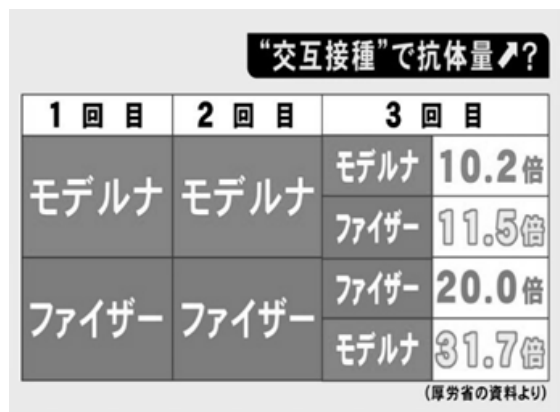 “交互接種”で抗体量↗?
1回目 2回目 3回目
モデルナ モデルナ モデルナ 10.2倍
ファイザー 11.5倍
ファイザー ファイザー ファイザー 20.0倍
モデルナ 31.7倍
(厚労省の資料より)